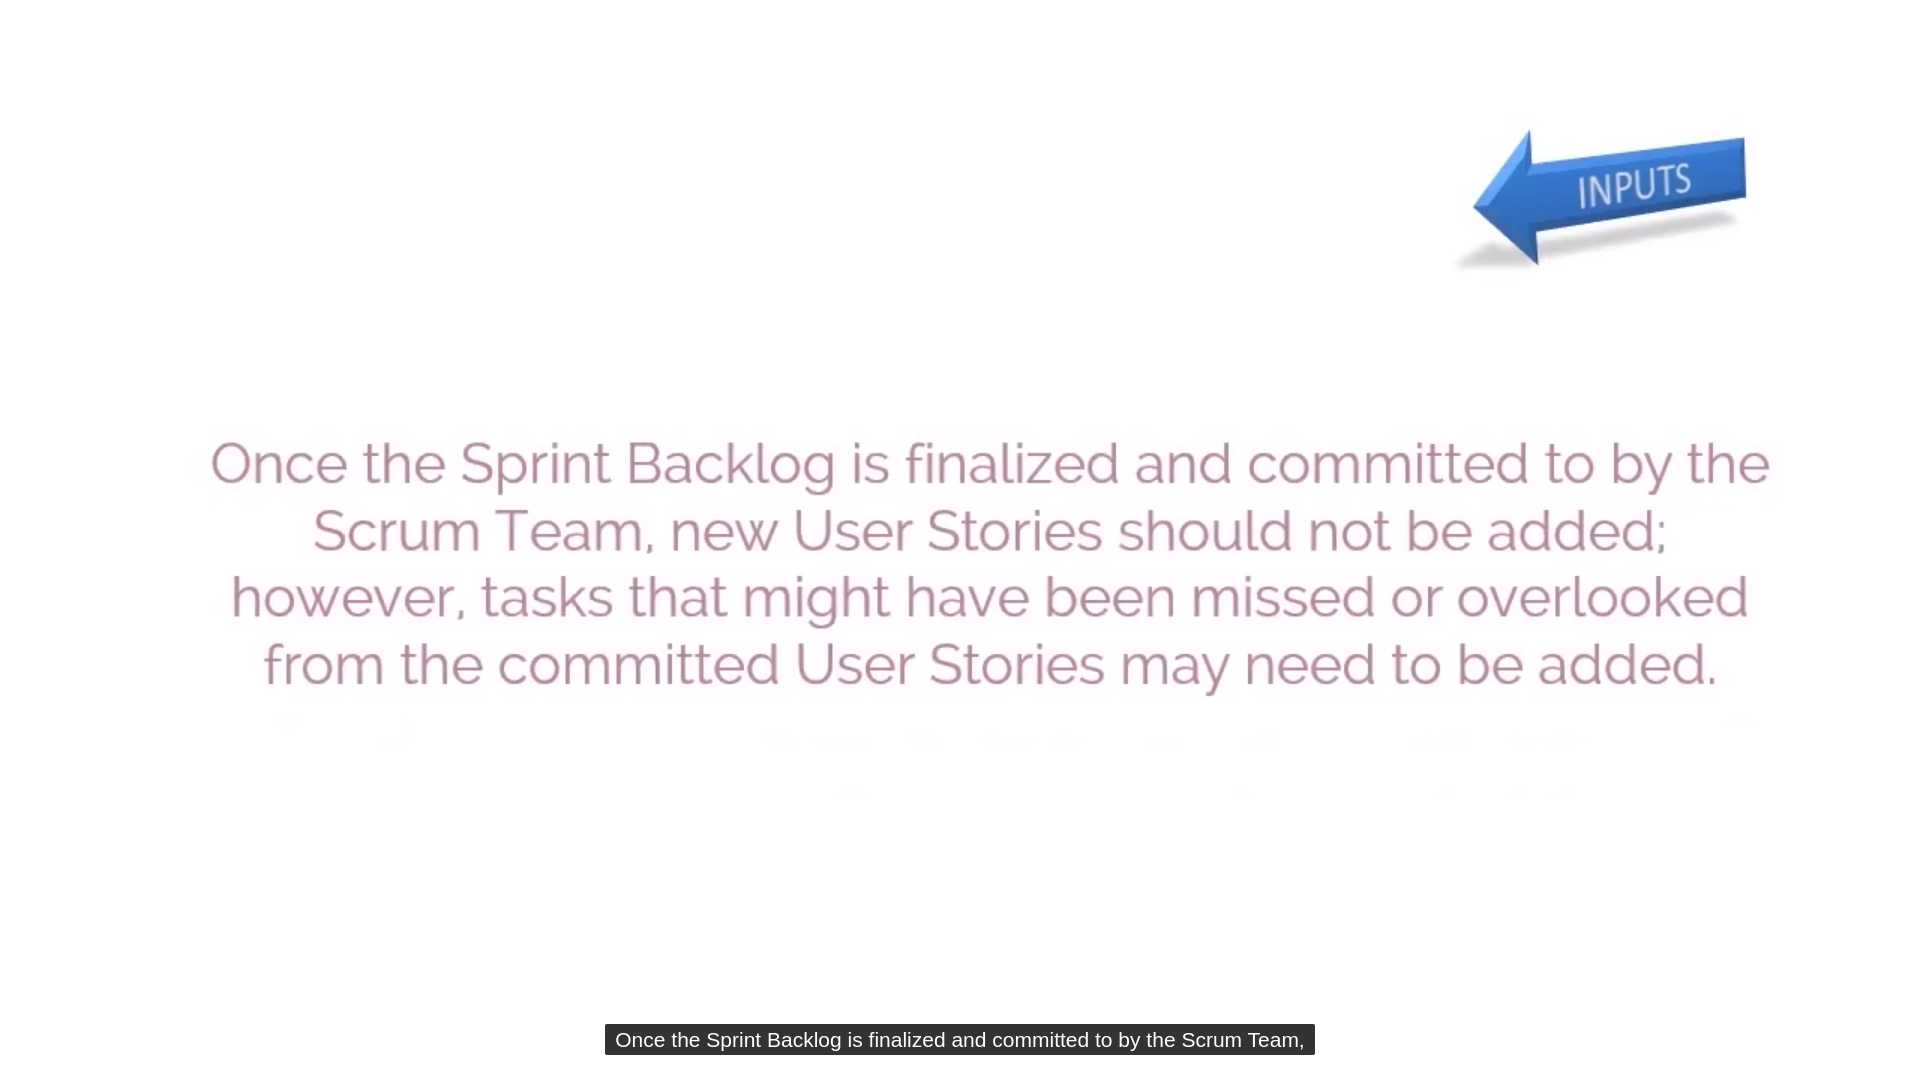 INPUTS
Once the Sprint Backlog is finalized and committed to by the
Scrum Team, new User Stories should not be added;
however, tasks that might have been missed or overlooked
from the committed User Stories may need to be added.
Once the Sprint Backlog is finalized and committed to by the Scrum Team,